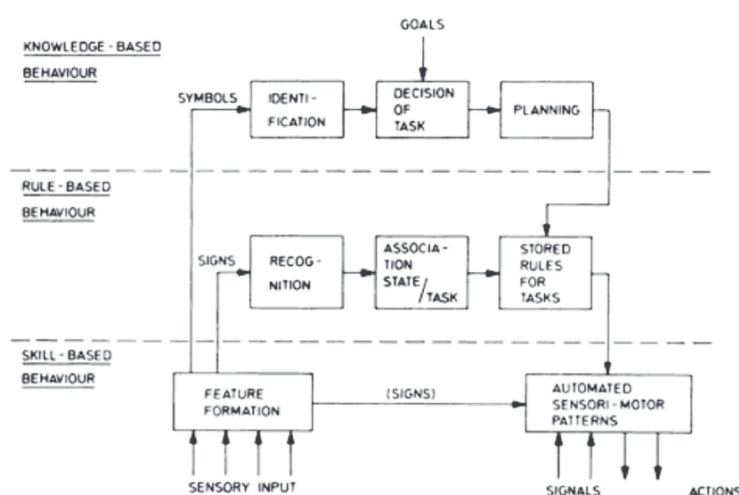 GOALS
KNOWLEDGE-BASED
BEHAVIOUR
SYMBOLS
IDENTI-
FICATION
DECISION
OF
TASK
PLANNING
RULE-BASED
BEHAVIOUR
SIGNS
RECOG-
NITION
ASSOCIA-
TION
STATE
/TASK
STORED
RULES
FOR
TASKS
SKILL-BASED
BEHAVIOUR
FEATURE
FORMATION
(SIGNS)
AUTOMATED
SENSORI-MOTOR
PATTERNS
SENSORY INPUT
SIGNALS
ACTIONS